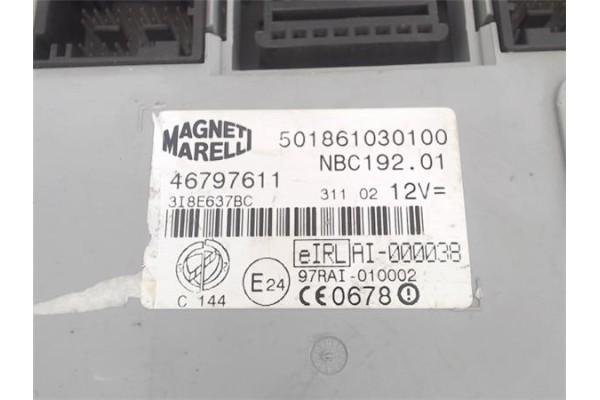 MAGNETI
MARELLI
501861030100
NBC192.01
46797611
3I8E637BC
311 02 12V=
eIRL AI-000038
E24
97RAI-010002
C 144
CE0678